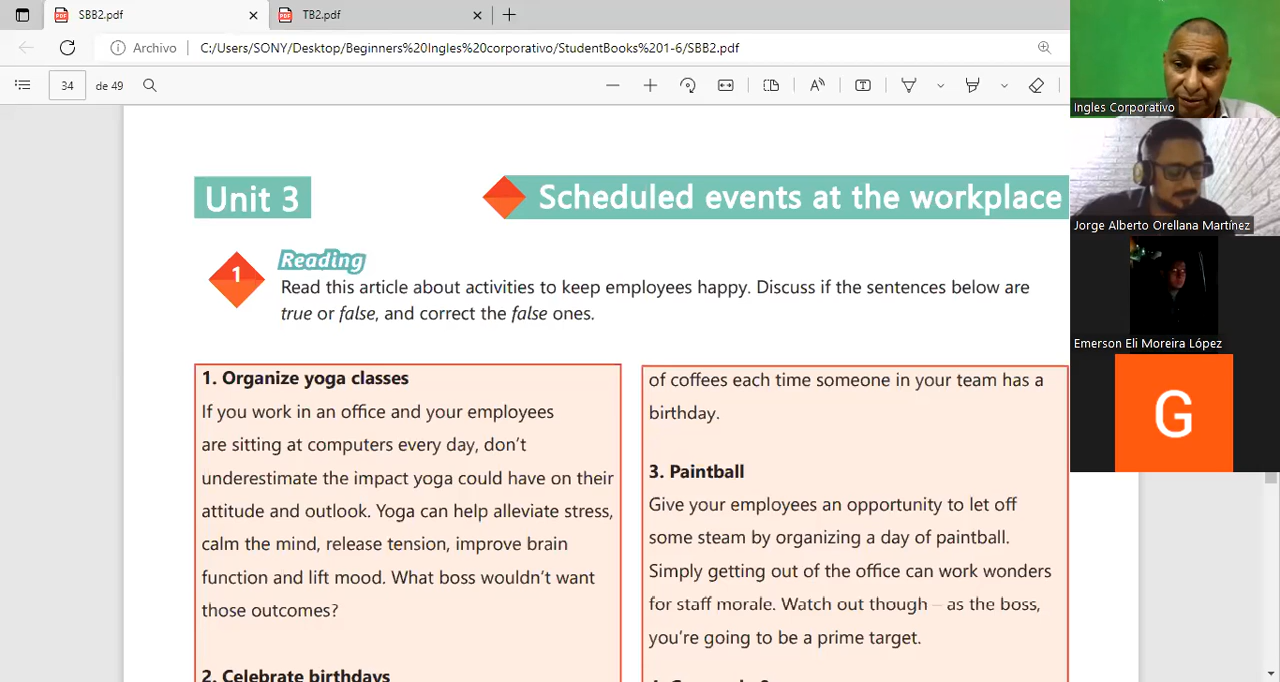 SBB2.pdf
TB2.pdf
Archivo
C:/Users/SONY/Desktop/Beginners%20Ingles%20corporativo/StudentBooks%201-6/SBB2.pdf
34
de 49
Unit 3
Scheduled events at the workplace
1
Reading
Read this article about activities to keep employees happy. Discuss if the sentences below are
true or false, and correct the false ones.
1. Organize yoga classes
If you work in an office and your employees
are sitting at computers every day, don't
underestimate the impact yoga could have on their
attitude and outlook. Yoga can help alleviate stress,
calm the mind, release tension, improve brain
function and lift mood. What boss wouldn't want
those outcomes?
2. Celebrate birthdays
of coffees each time someone in your team has a
birthday.
3. Paintball
Give your employees an opportunity to let off
some steam by organizing a day of paintball.
Simply getting out of the office can work wonders
for staff morale. Watch out though – as the boss,
you're going to be a prime target.
Ingles Corporativo
Jorge Alberto Orellana Martínez
Emerson Eli Moreira López
G